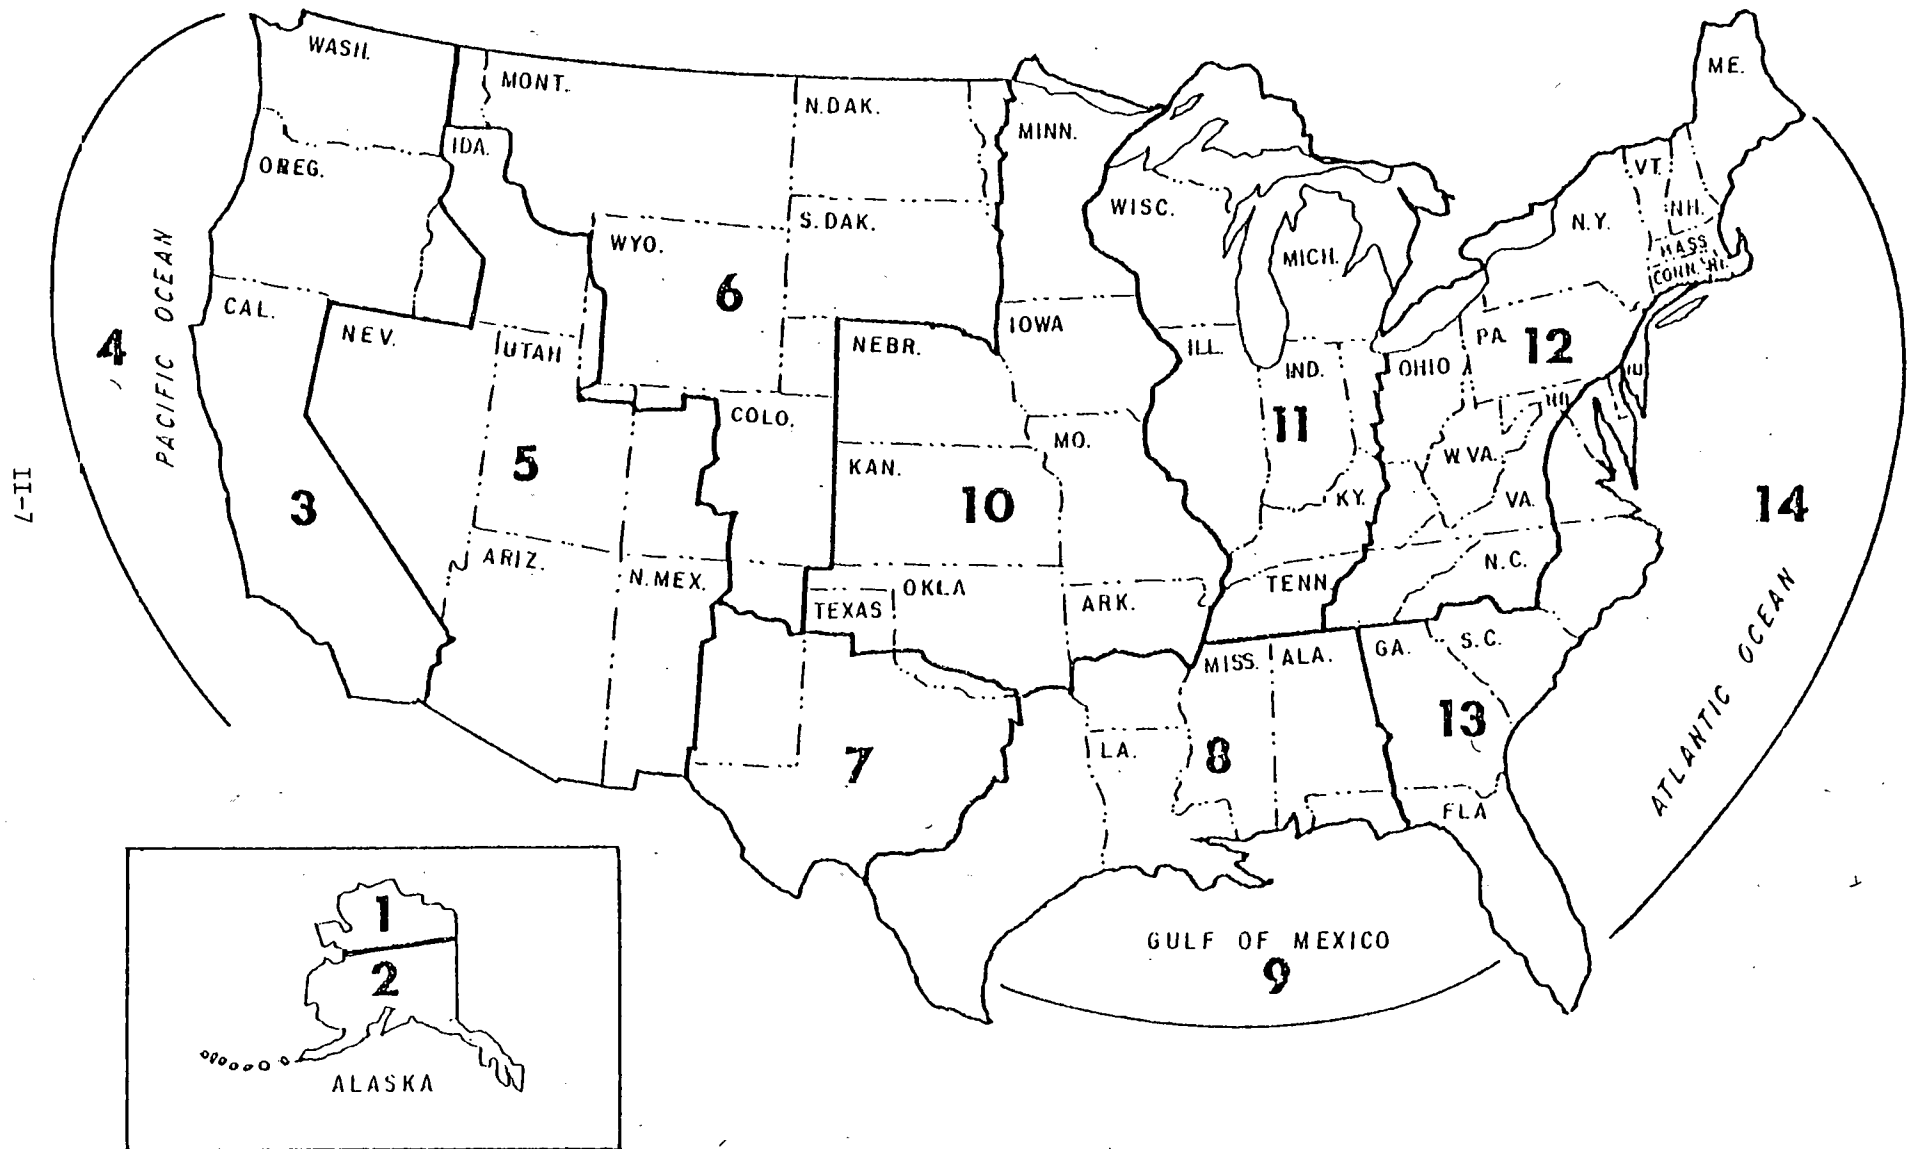 WASH.
MONT.
N.DAK.
MINN.
ME.
IDA.
OREG.
VT.
N.H.
N.Y.
WISC.
S.DAK.
WYO.
MICH.
MASS
CONN.
R.I.
6
PACIFIC OCEAN
4
CAL.
NEV.
UTAH
NEBR.
IOWA
ILL.
IND.
OHIO
PA.
12
COLO.
MO.
11
5
KAN.
W.VA.
3
10
KY.
VA.
14
II-7
ARIZ.
N.MEX.
OKLA
TEXAS
ARK.
TENN
N.C.
MISS.
ALA.
GA.
S.C.
13
7
LA.
8
FLA
ATLANTIC OCEAN
1
2
GULF OF MEXICO
9
ALASKA